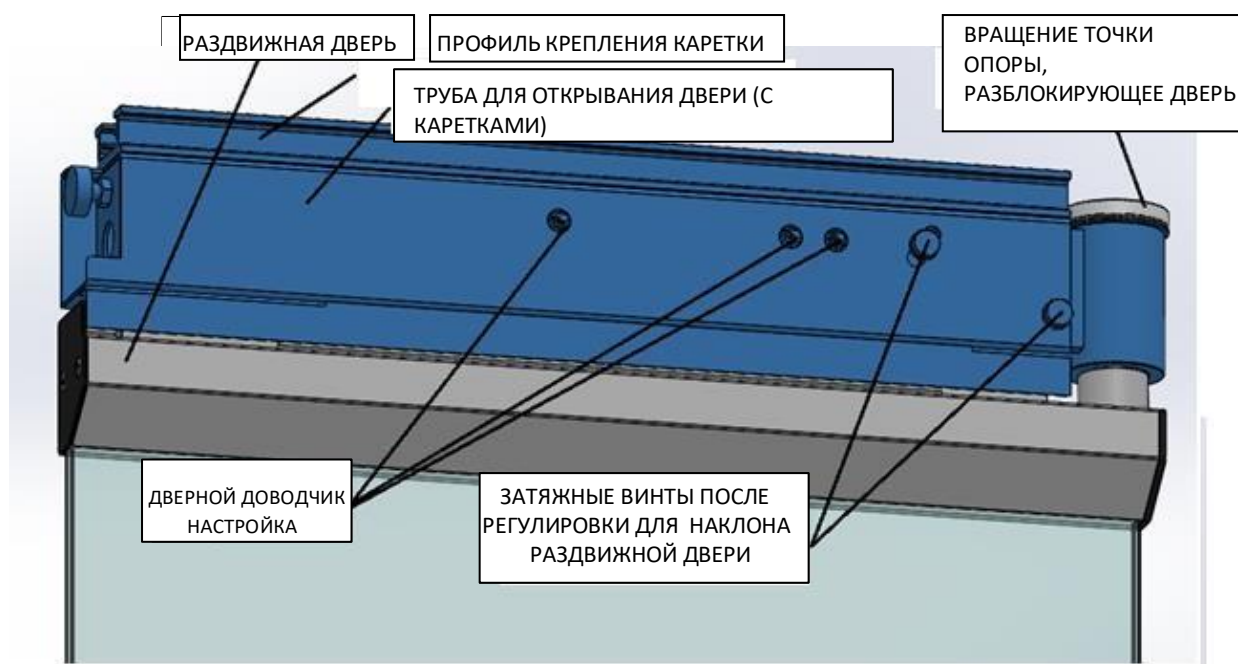 РАЗДВИЖНАЯ ДВЕРЬ
ПРОФИЛЬ КРЕПЛЕНИЯ КАРЕТКИ
ТРУБА ДЛЯ ОТКРЫВАНИЯ ДВЕРИ (С
КАРЕТКАМИ)
ВРАЩЕНИЕ ТОЧКИ
ОПОРЫ,
РАЗБЛОКИРУЮЩЕЕ ДВЕРЬ
ДВЕРНОЙ ДОВОДЧИК
НАСТРОЙКА
ЗАТЯЖНЫЕ ВИНТЫ ПОСЛЕ
РЕГУЛИРОВКИ ДЛЯ НАКЛОНА
РАЗДВИЖНОЙ ДВЕРИ